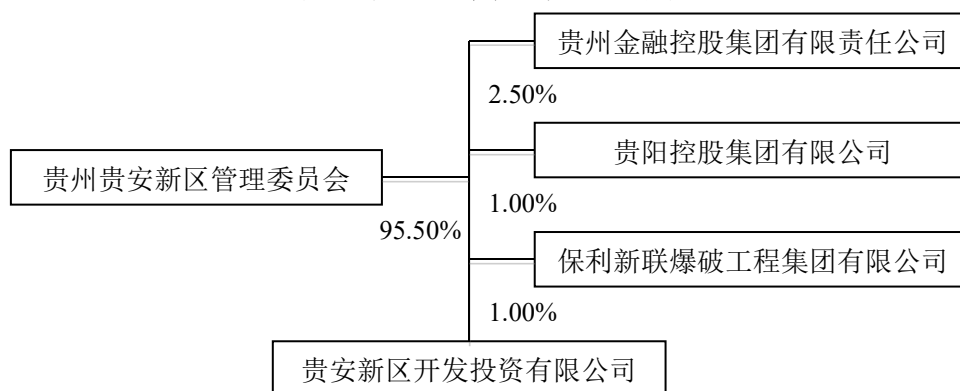 贵州金融控股集团有限责任公司
2.50%
贵阳控股集团有限公司
贵州贵安新区管理委员会
1.00%
95.50%
保利新联爆破工程集团有限公司
1.00%
贵安新区开发投资有限公司